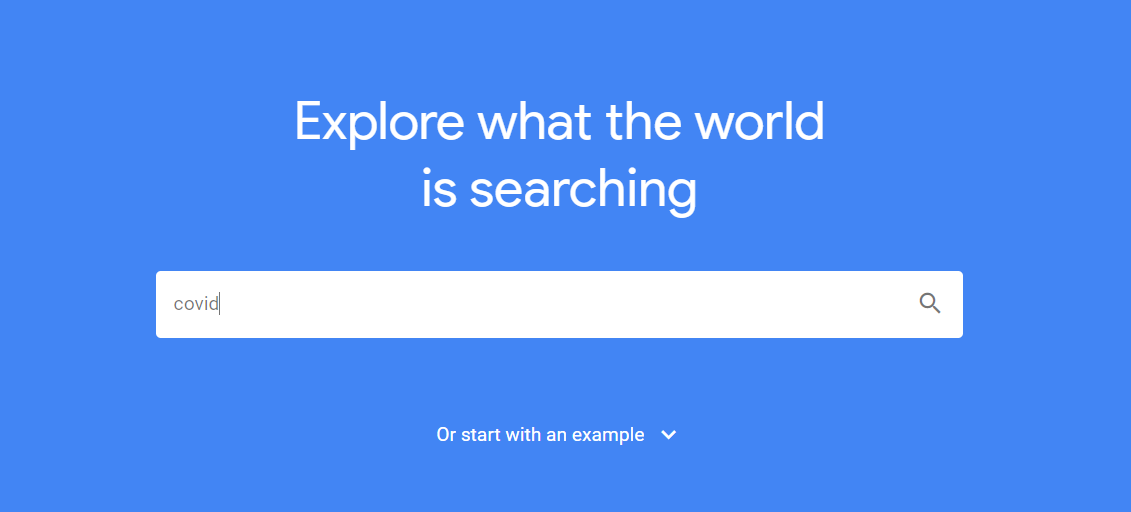 Explore what the world
is searching
covid
Or start with an example